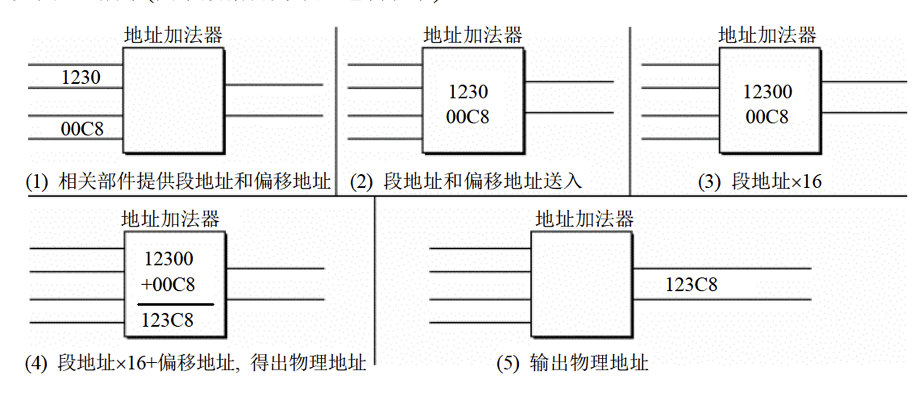 地址加法器
1230
00C8
(1) 相关部件提供段地址和偏移地址
地址加法器
1230
00C8
(2) 段地址和偏移地址送入
地址加法器
12300
00C8
(3) 段地址×16
地址加法器
12300
+00C8
123C8
(4) 段地址×16+偏移地址, 得出物理地址
地址加法器
123C8
(5) 输出物理地址